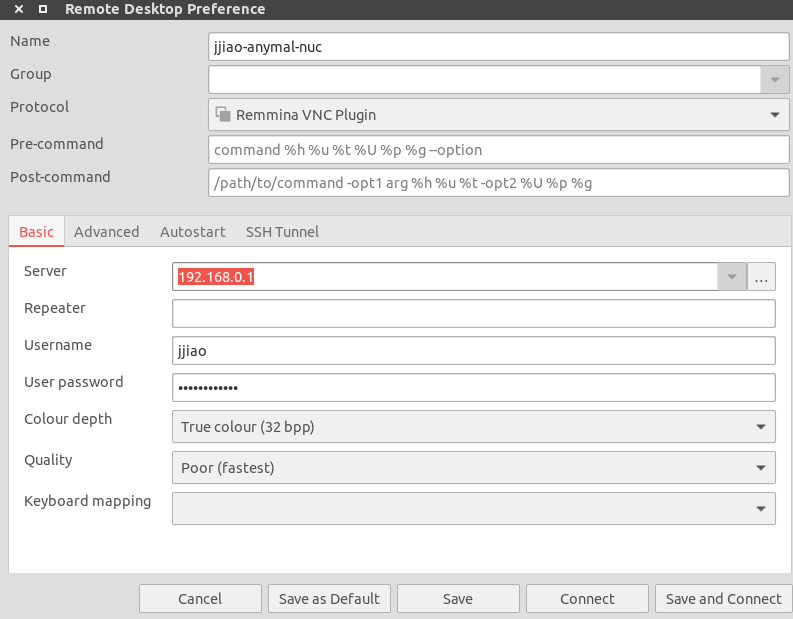 Remote Desktop Preference
Name jjiao-anymal-nuc
Group
Protocol Remmina VNC Plugin
Pre-command command %h %u %t %U %p %g --option
Post-command /path/to/command -opt1 arg %h %u %t -opt2 %U %p %g
Basic Advanced Autostart SSH Tunnel
Server 192.168.0.1 ...
Repeater
Username jjiao
User password ••••••••••••
Colour depth True colour (32 bpp)
Quality Poor (fastest)
Keyboard mapping
Cancel Save as Default Save Connect Save and Connect